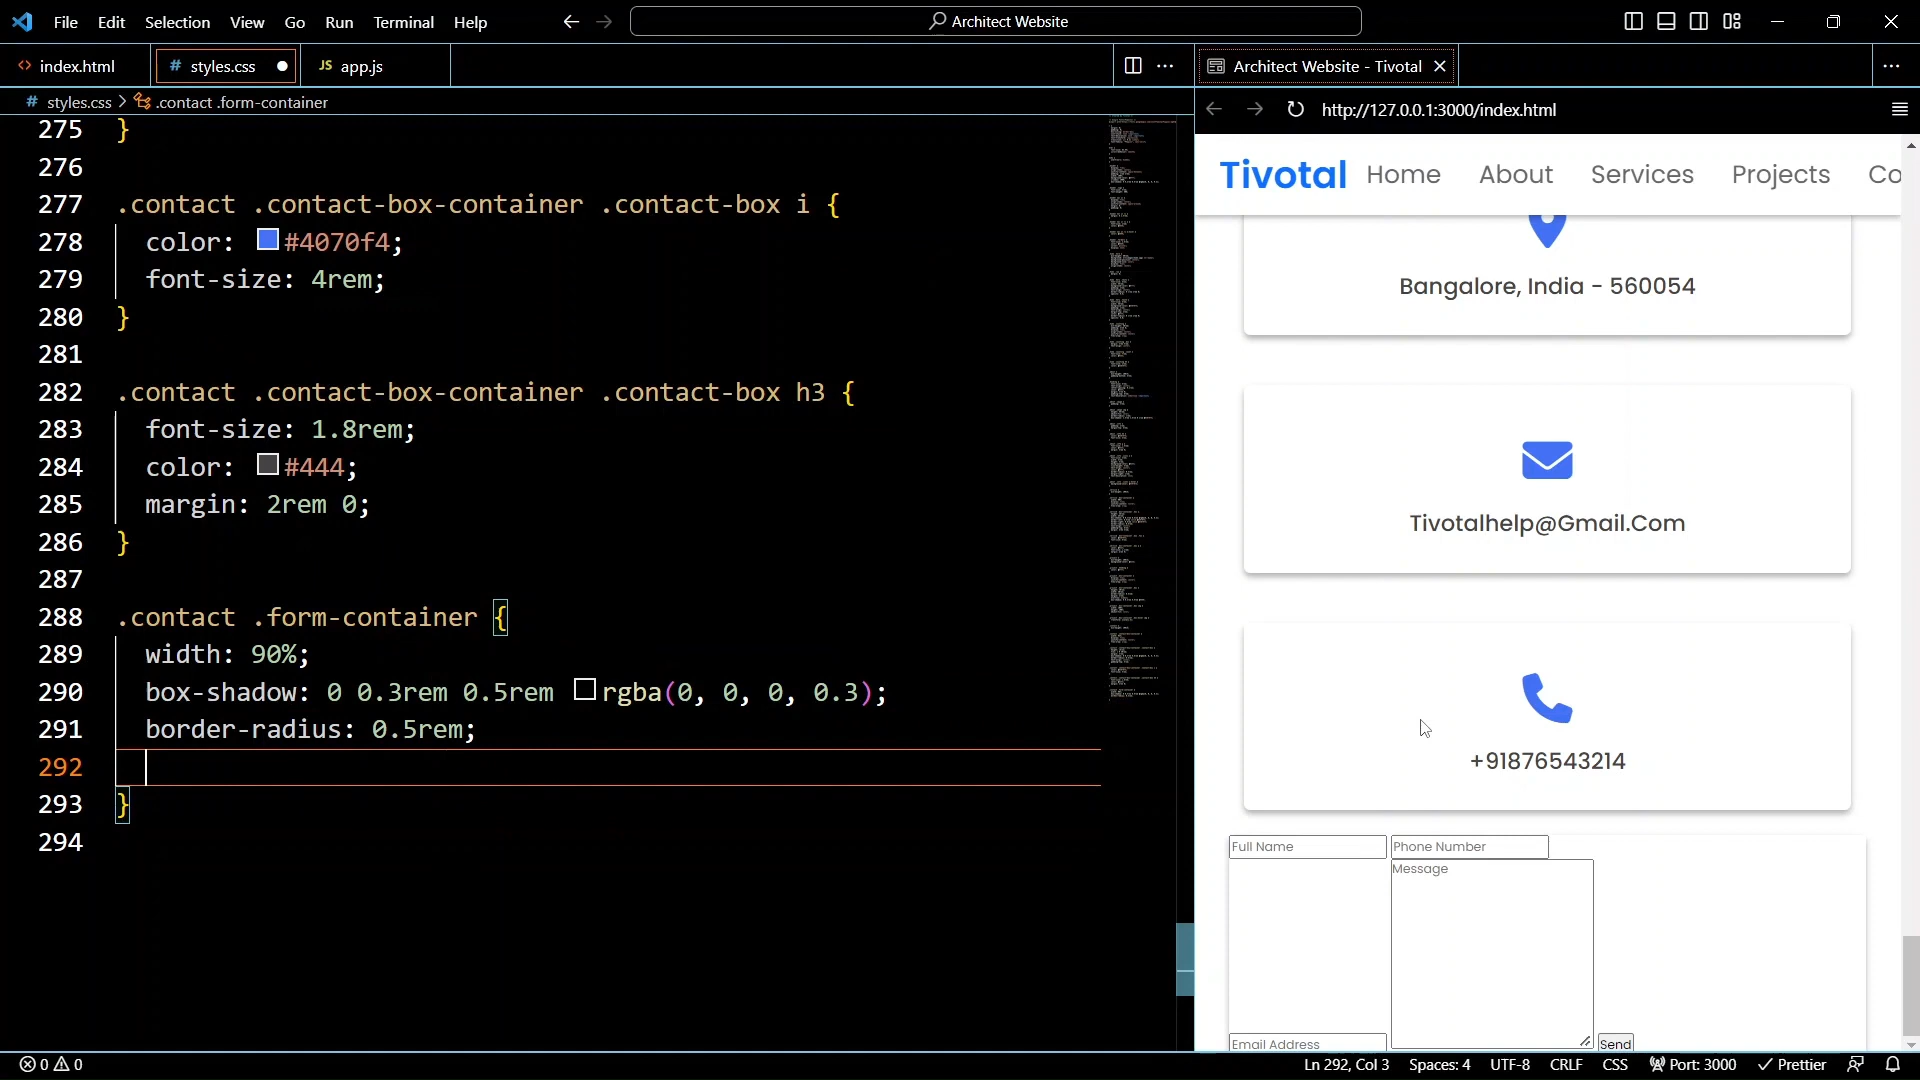 File Edit Selection View Go Run Terminal Help
Architect Website
index.html
# styles.css
JS app.js
Architect Website - Tivotal
# styles.css > .contact .form-container
http://127.0.0.1:3000/index.html
275 }
276
277 .contact .contact-box-container .contact-box i {
278 color: #4070f4;
279 font-size: 4rem;
280 }
281
282 .contact .contact-box-container .contact-box h3 {
283 font-size: 1.8rem;
284 color: #444;
285 margin: 2rem 0;
286 }
287
288 .contact .form-container {
289 width: 90%;
290 box-shadow: 0 0.3rem 0.5rem rgba(0, 0, 0, 0.3);
291 border-radius: 0.5rem;
292
293 }
294
Tivotal Home About Services Projects Co
Bangalore, India - 560054
Tivotalhelp@Gmail.Com
+91876543214
Full Name
Phone Number
Message
Email Address
Send
0 0
Ln 292, Col 3 Spaces: 4 UTF-8 CRLF CSS Port: 3000 Prettier